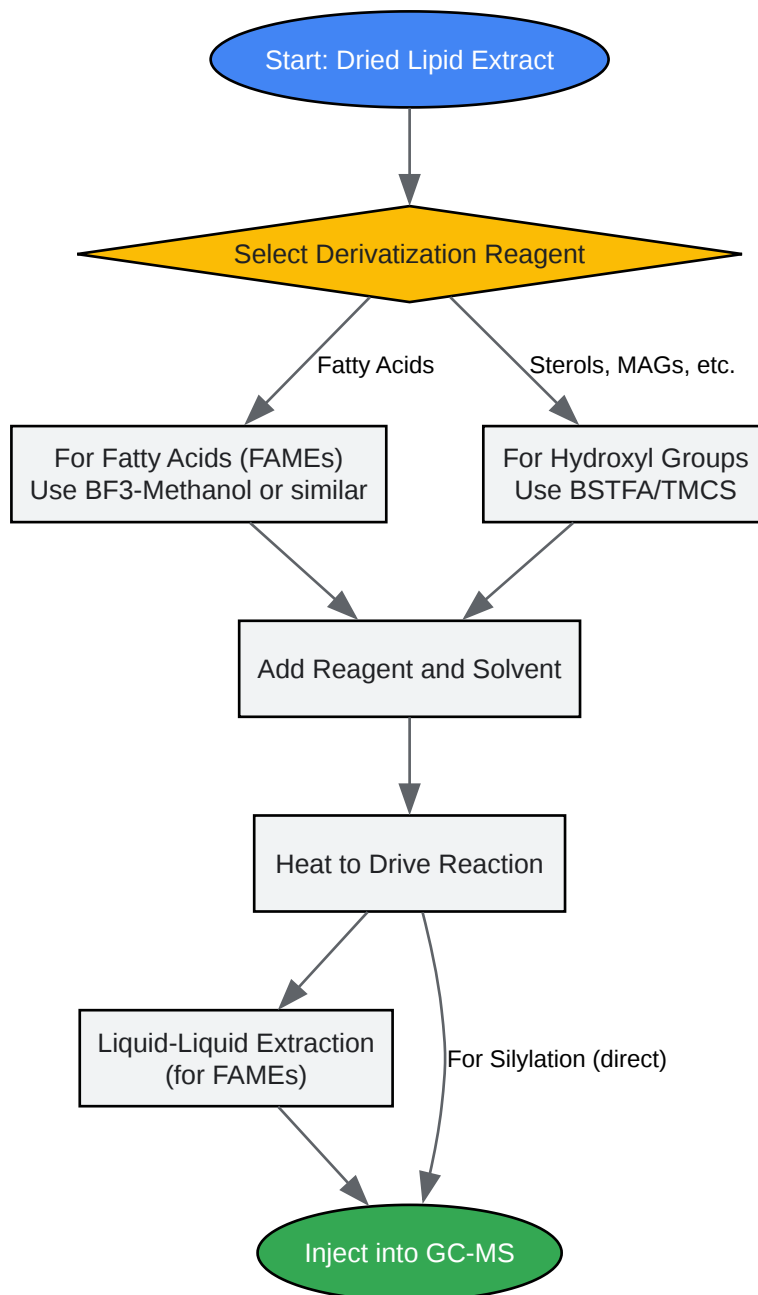 Start: Dried Lipid Extract
Select Derivatization Reagent
Fatty Acids
Sterols, MAGs, etc.
For Fatty Acids (FAMEs)
Use BF3-Methanol or similar
For Hydroxyl Groups
Use BSTFA/TMCS
Add Reagent and Solvent
Heat to Drive Reaction
Liquid-Liquid Extraction
(for FAMEs)
For Silylation (direct)
Inject into GC-MS